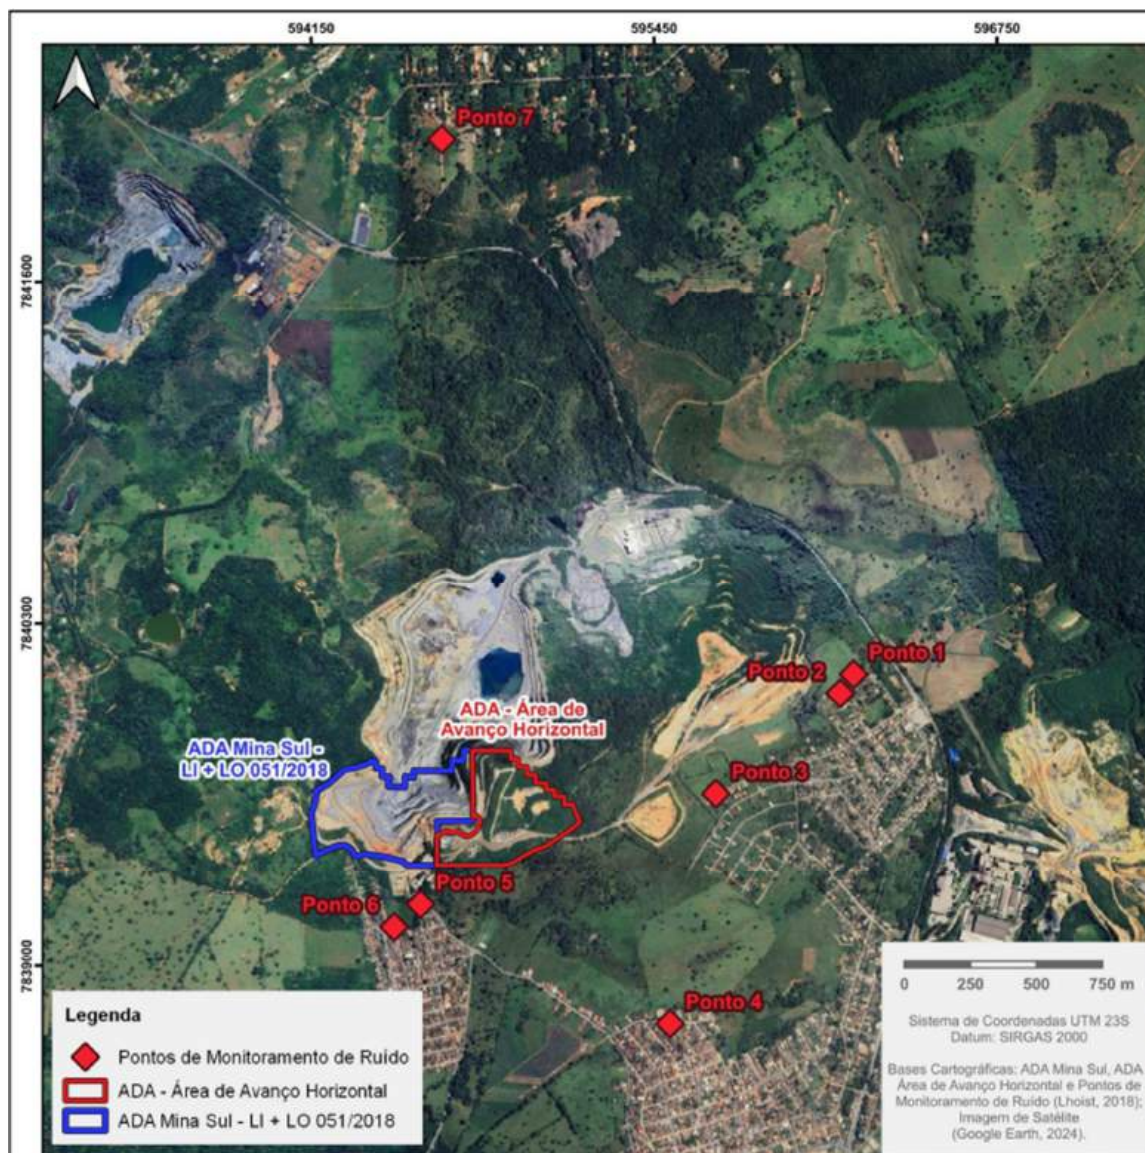 594150
595450
596750
7841600
7840300
7839000
Ponto 7
Ponto 1
Ponto 2
ADA - Área de
Avanço Horizontal
ADA Mina Sul -
LI + LO 051/2018
Ponto 3
Ponto 5
Ponto 6
Ponto 4
Legenda
Pontos de Monitoramento de Ruído
ADA - Área de Avanço Horizontal
ADA Mina Sul - LI + LO 051/2018
0 250 500 750 m
Sistema de Coordenadas UTM 23S
Datum: SIRGAS 2000
Bases Cartográficas: ADA Mina Sul, ADA
Área de Avanço Horizontal e Pontos de
Monitoramento de Ruído (Lhoist, 2018);
Imagem de Satélite
(Google Earth, 2024).